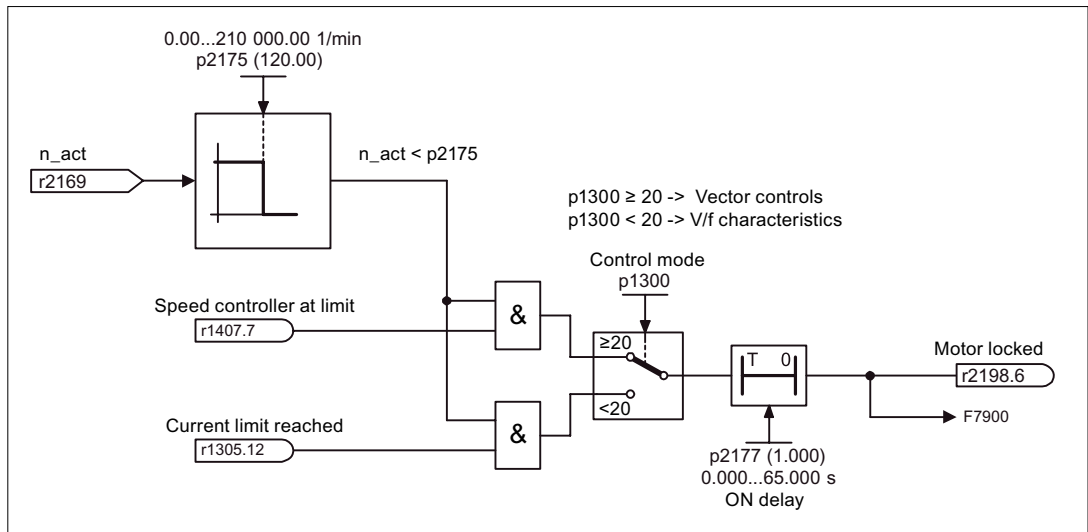 0.00...210 000.00 1/min
p2175 (120.00)
n_act
r2169
n_act < p2175
p1300 ≥ 20 -> Vector controls
p1300 < 20 -> V/f characteristics
Control mode
p1300
Speed controller at limit
r1407.7
&
≥20
<20
T 0
Motor locked
r2198.6
F7900
Current limit reached
r1305.12
&
p2177 (1.000)
0.000...65.000 s
ON delay